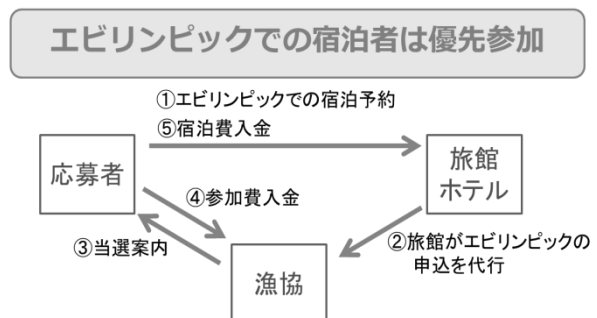 エビリンピックでの宿泊者は優先参加
①エビリンピックでの宿泊予約
⑤宿泊費入金
応募者
旅館
ホテル
④参加費入金
③当選案内
②旅館がエビリンピックの
申込を代行
漁協